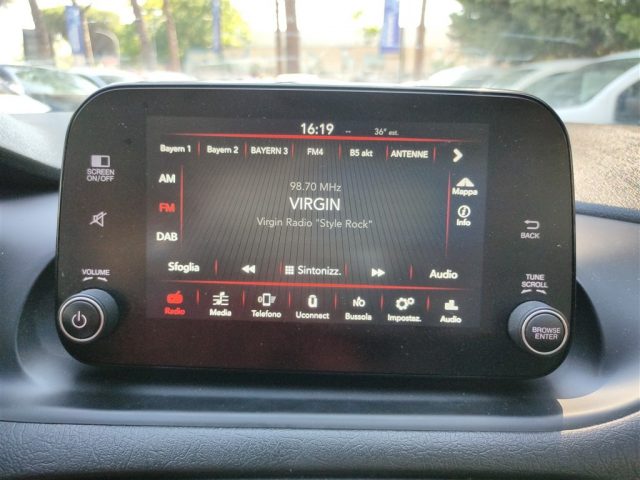 16:19 -- 36° est.
Bayern 1 Bayern 2 BAYERN 3 FM4 B5 akt ANTENNE
SCREEN ON/OFF
AM
FM
DAB
98.70 MHz
VIRGIN
Virgin Radio "Style Rock"
Mappa
Info
BACK
Sfoglia Sintonizz. Audio
VOLUME
TUNE SCROLL
Radio Media Telefono Uconnect NO Bussola Impostaz. Audio
BROWSE ENTER